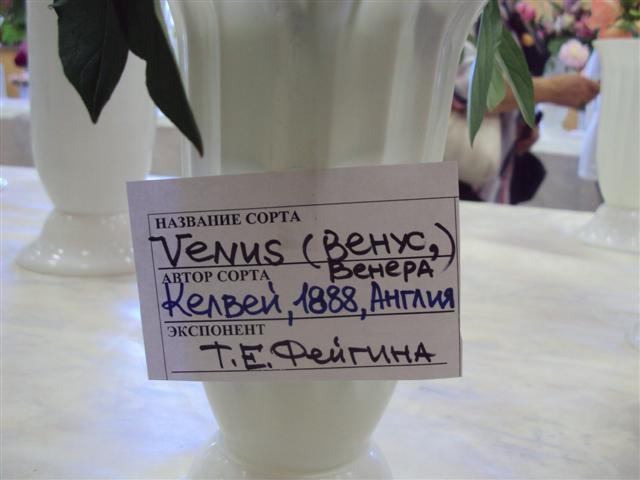 НАЗВАНИЕ СОРТА
Venus (Венус,
Венера)
АВТОР СОРТА
Келвей, 1888, Англия
ЭКСПОНЕНТ
Т.Е. Фейгина